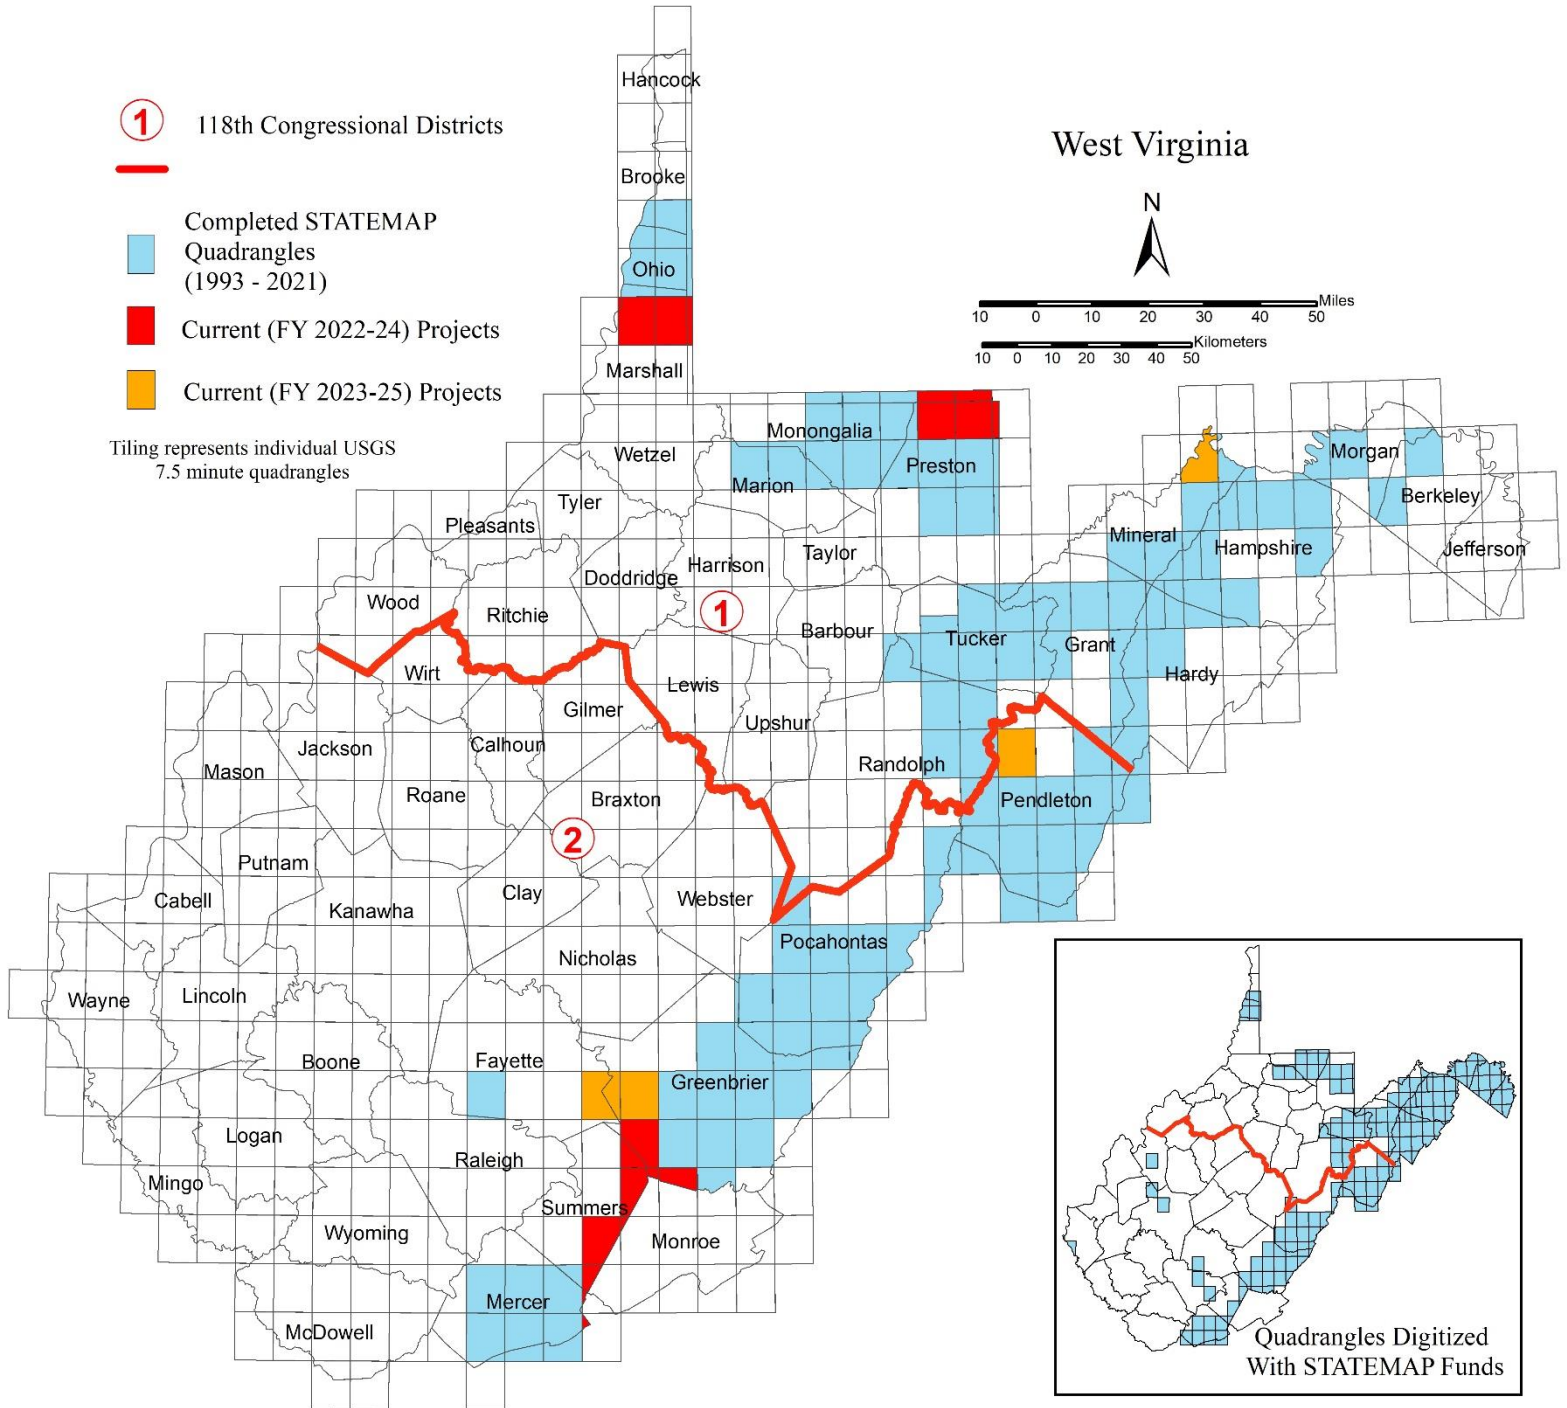 1 118th Congressional Districts
Completed STATEMAP
Quadrangles
(1993 - 2021)
Current (FY 2022-24) Projects
Current (FY 2023-25) Projects
Tiling represents individual USGS
7.5 minute quadrangles
West Virginia
N
Miles
10 0 10 20 30 40 50
Kilometers
10 0 10 20 30 40 50
Hancock
Brooke
Ohio
Marshall
Monongalia
Wetzel
Preston
Marion
Morgan
Tyler
Berkeley
Pleasants
Mineral
Hampshire
Jefferson
Taylor
Harrison
Doddridge
Wood
Ritchie
1
Barbour
Tucker
Grant
Wirt
Lewis
Hardy
Gilmer
Upshur
Jackson
Calhoun
Mason
Randolph
Roane
Braxton
Pendleton
2
Putnam
Cabell
Clay
Webster
Kanawha
Pocahontas
Nicholas
Wayne
Lincoln
Boone
Fayette
Greenbrier
Logan
Raleigh
Mingo
Summers
Wyoming
Monroe
Mercer
McDowell
Quadrangles Digitized
With STATEMAP Funds